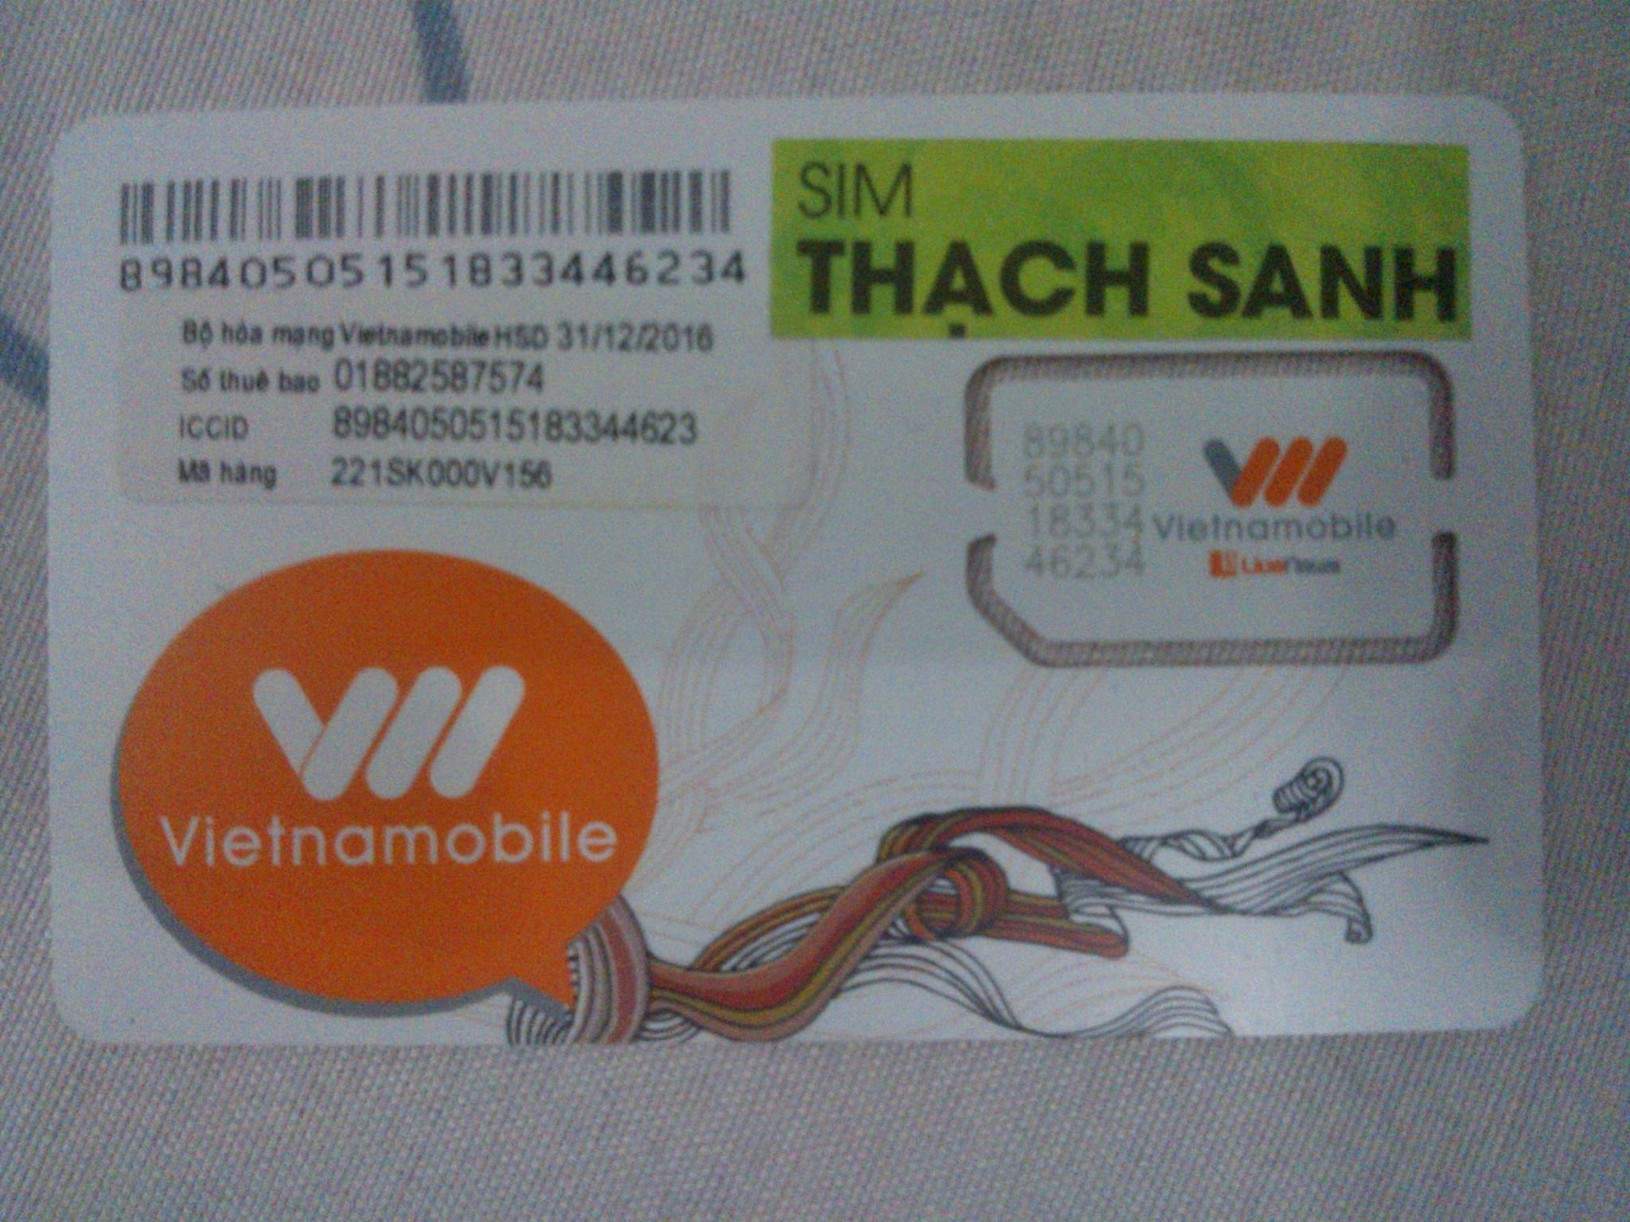 89840505151833446234
Bộ hòa mạng Vietnamobile HSD 31/12/2016
Số thuê bao 01882587574
ICCID 8984050515183344623
Mã hàng 221SK000V156
SIM
THẠCH SANH
89840
50515
18334
46234
Vietnamobile
Vietnamobile